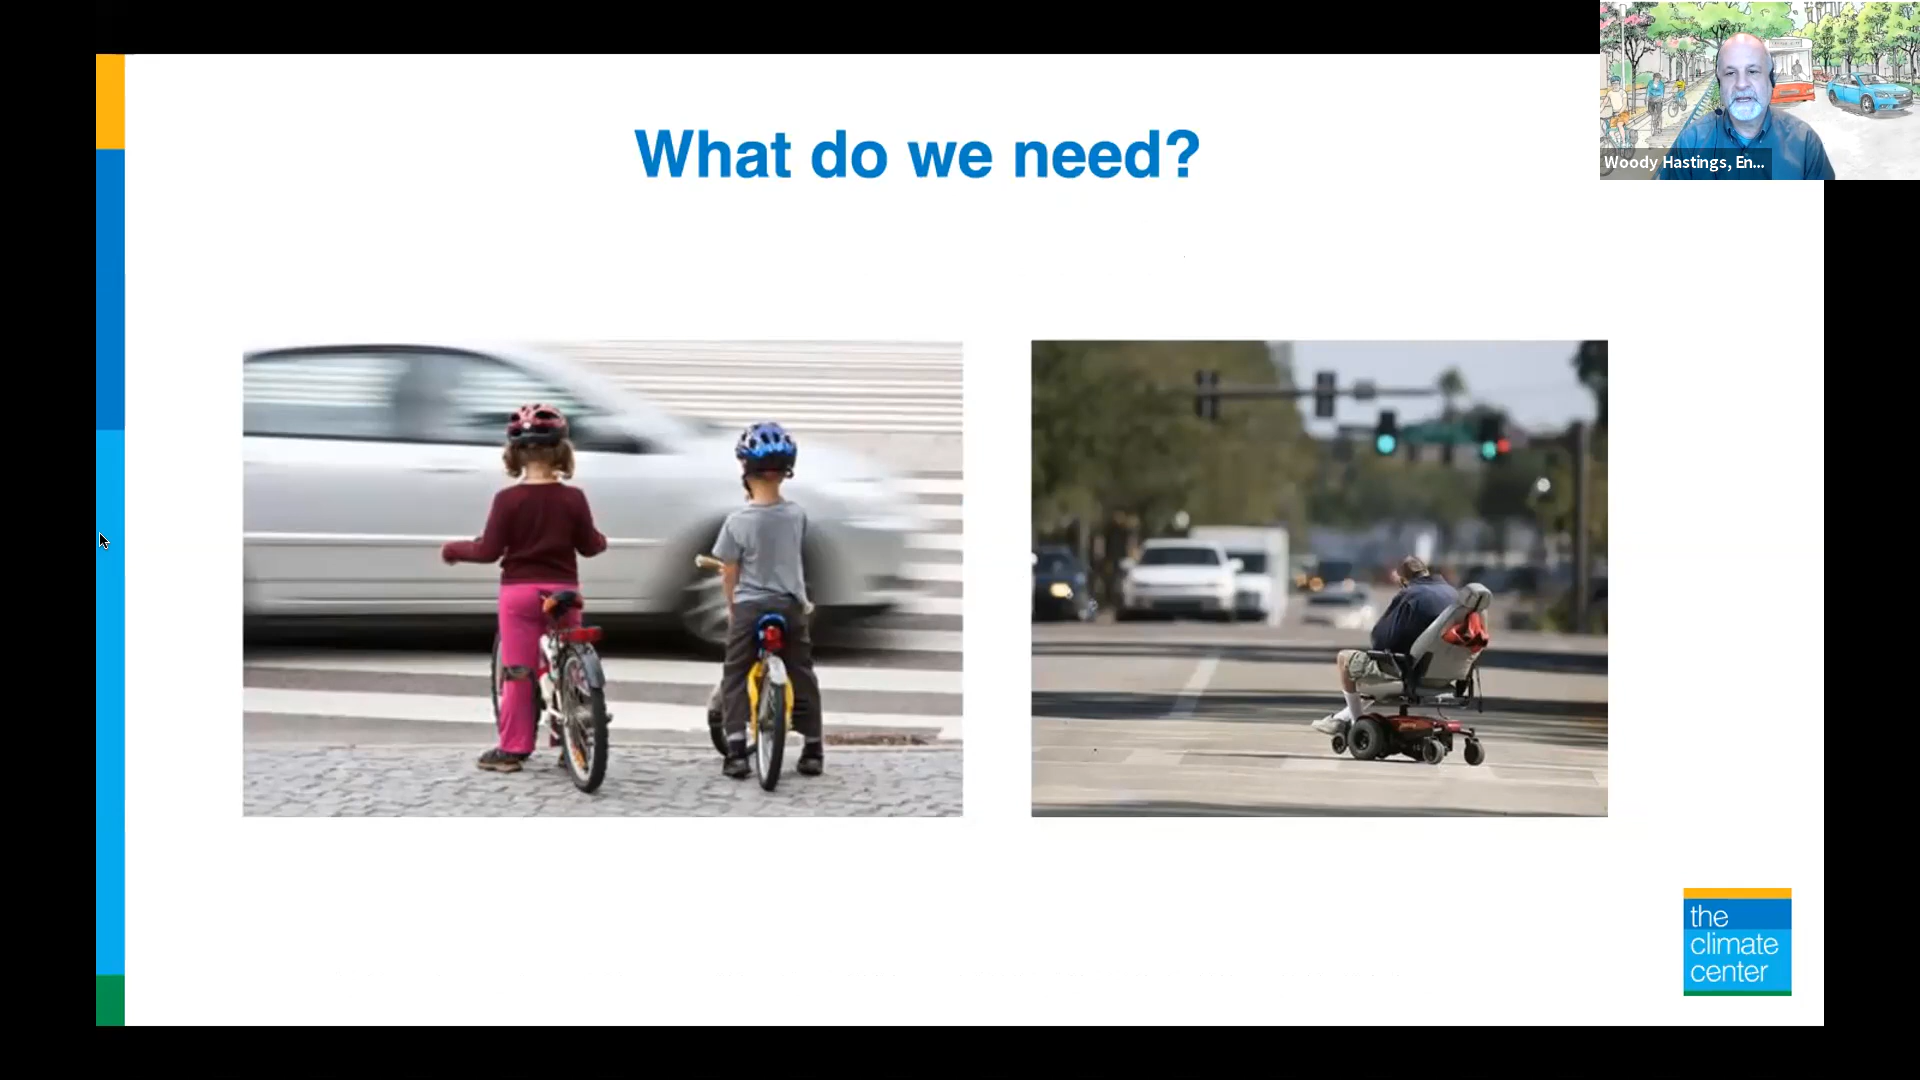 What do we need?
Woody Hastings, En...
the
climate
center